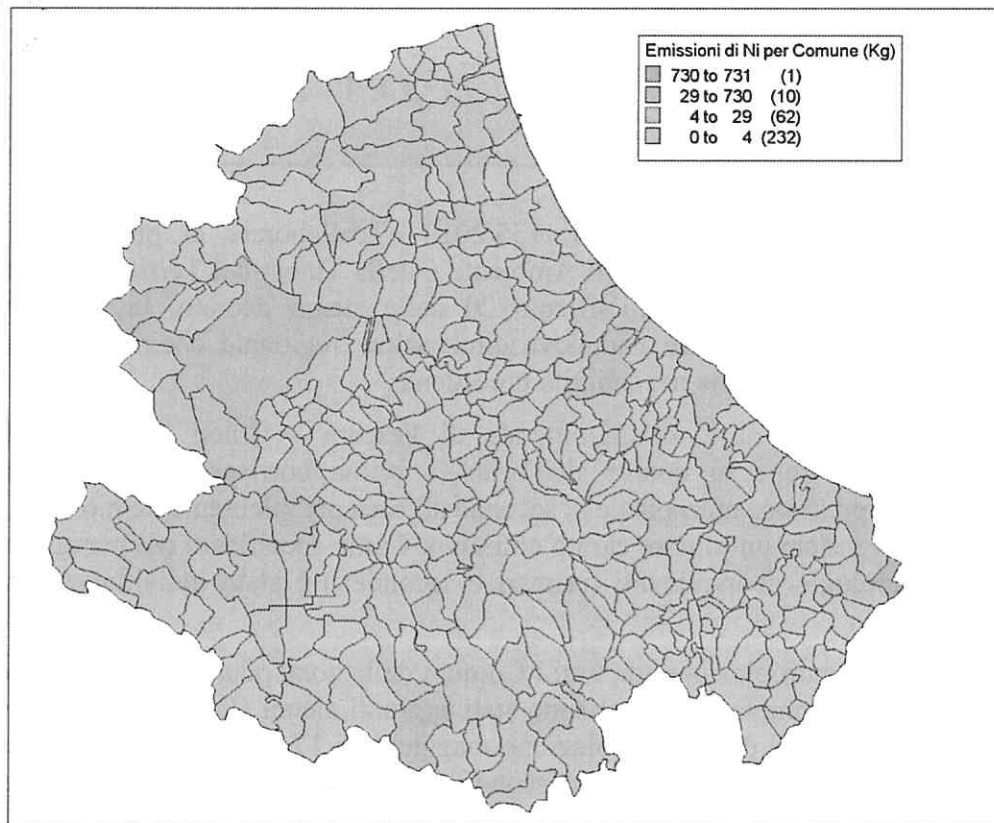 Emissioni di Ni per Comune (Kg)
730 to 731 (1)
29 to 730 (10)
4 to 29 (62)
0 to 4 (232)